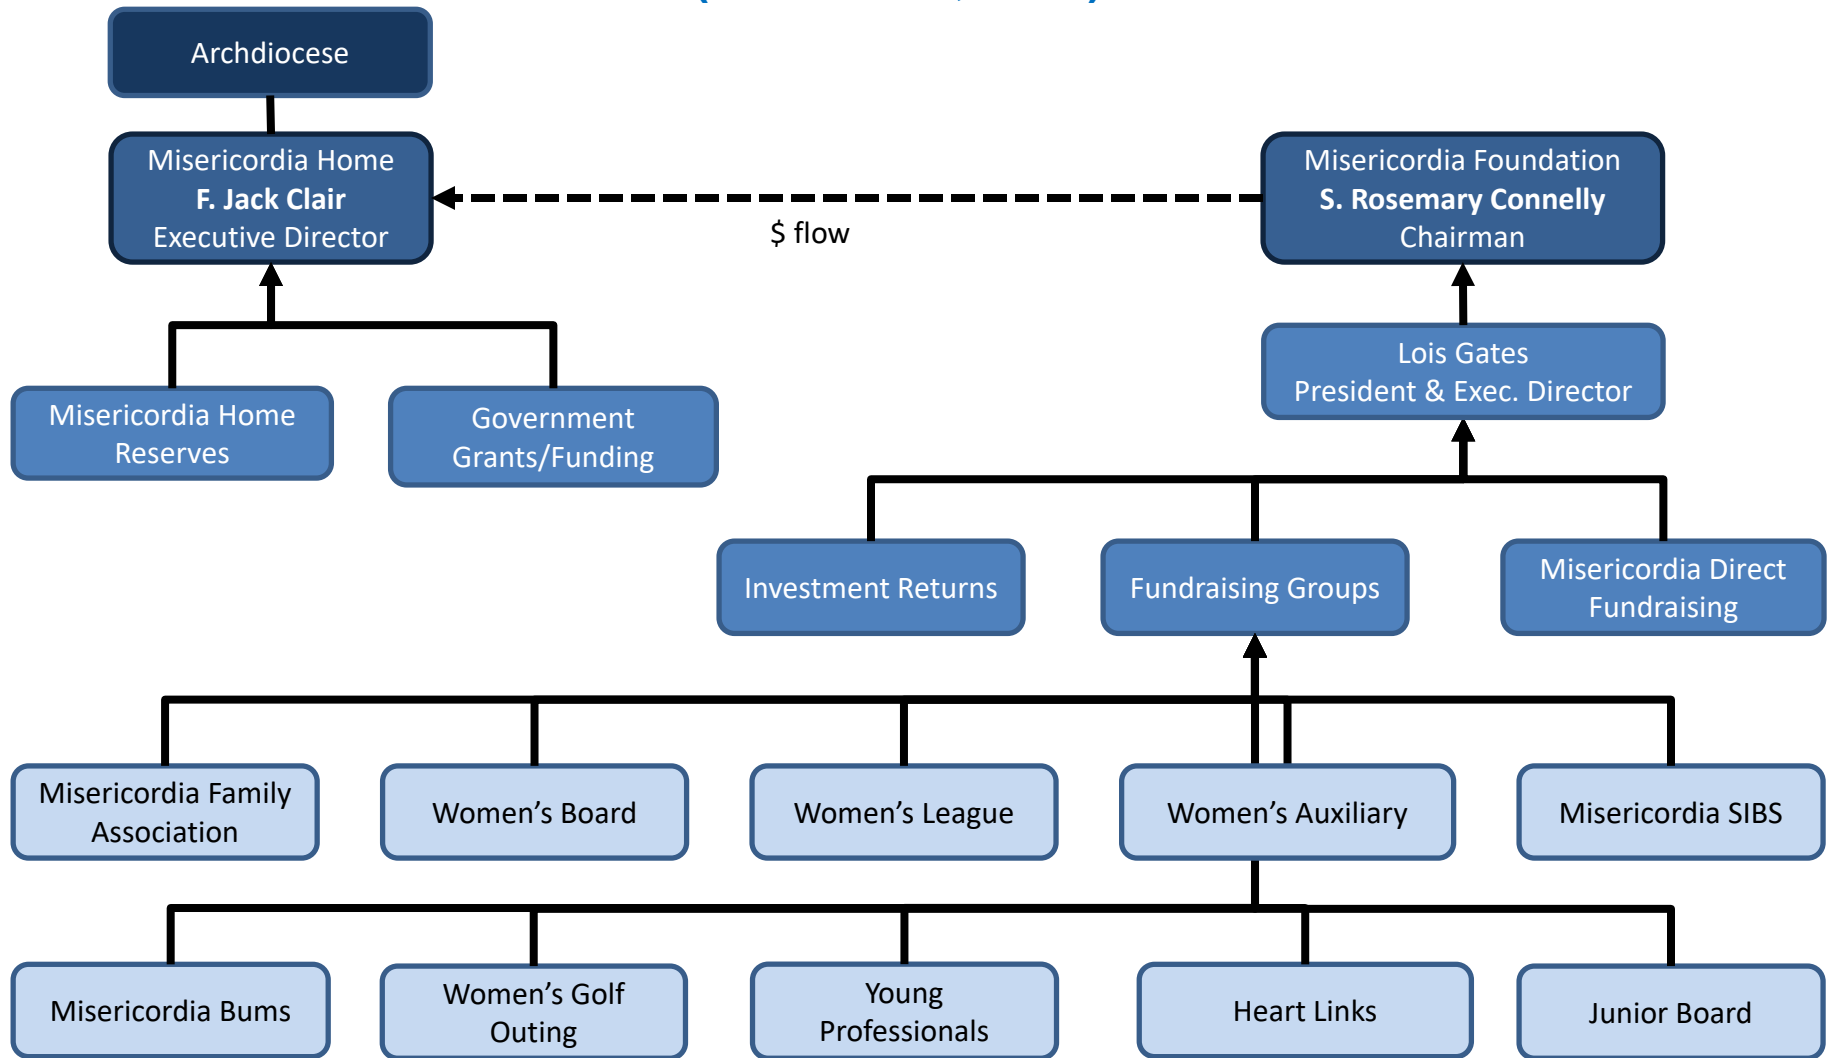 Archdiocese
Misericordia Home
F. Jack Clair
Executive Director
Misericordia Foundation
S. Rosemary Connelly
Chairman
$ flow
Lois Gates
President & Exec. Director
Misericordia Home
Reserves
Government
Grants/Funding
Investment Returns
Fundraising Groups
Misericordia Direct
Fundraising
Misericordia Family
Association
Women’s Board
Women’s League
Women’s Auxiliary
Misericordia SIBS
Misericordia Bums
Women’s Golf
Outing
Young
Professionals
Heart Links
Junior Board